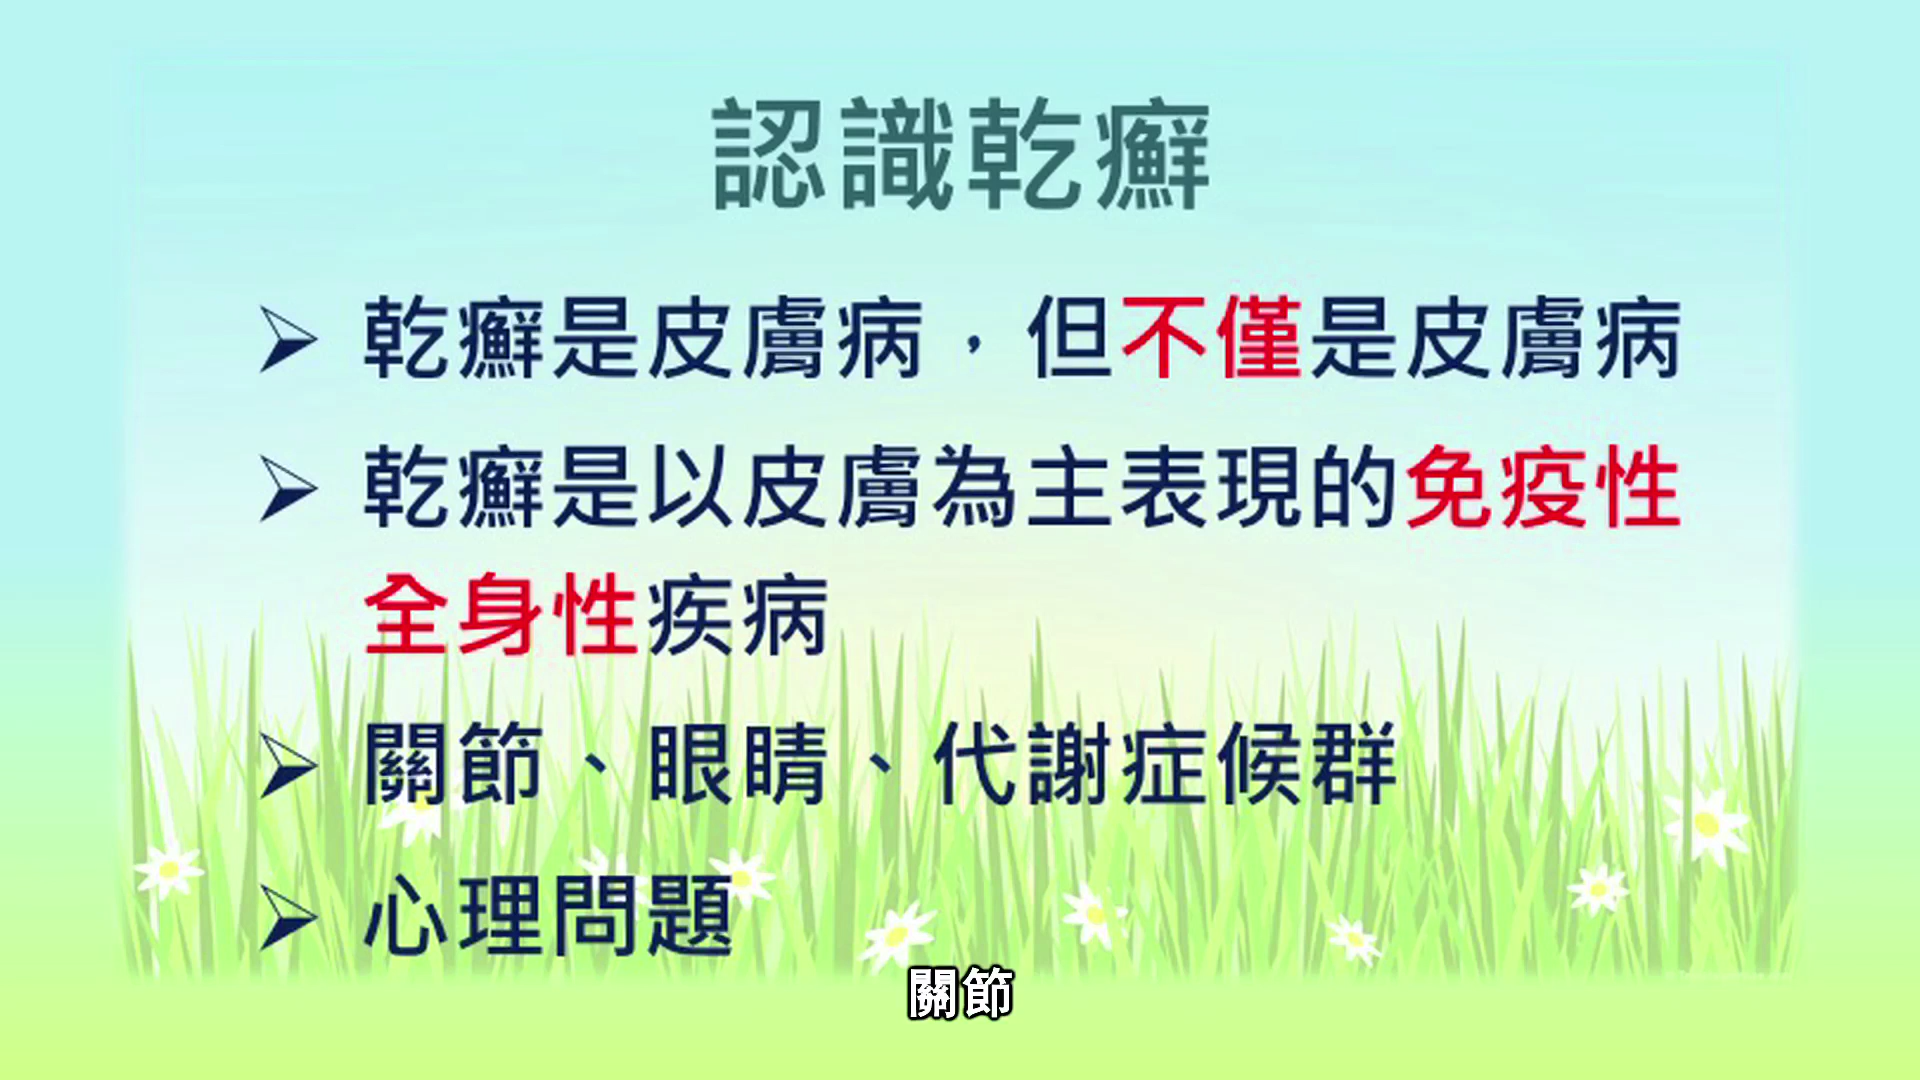 認識乾癬
➢ 乾癬是皮膚病，但不僅是皮膚病
➢ 乾癬是以皮膚為主表現的免疫性
全身性疾病
➢ 關節、眼睛、代謝症候群
➢ 心理問題
關節